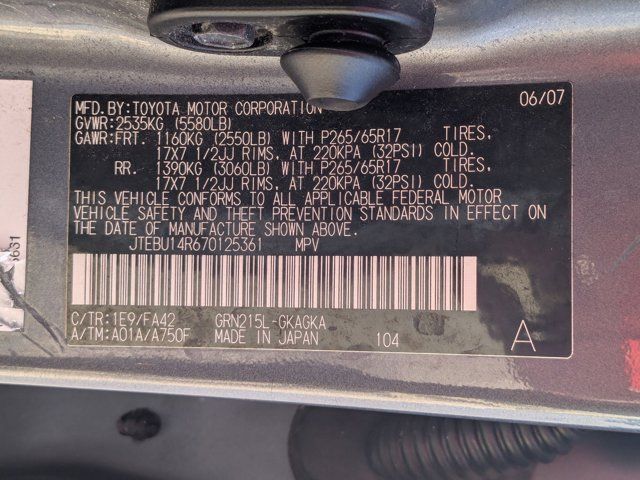 MFD.BY:TOYOTA MOTOR CORPORATION 06/07
GVWR:2535KG (5580LB)
GAWR:FRT. 1160KG (2550LB) WITH P265/65R17 TIRES,
17X7 1/2JJ RIMS, AT 220KPA (32PSI) COLD.
RR. 1390KG (3060LB) WITH P265/65R17 TIRES,
17X7 1/2JJ RIMS, AT 220KPA (32PSI) COLD.
THIS VEHICLE CONFORMS TO ALL APPLICABLE FEDERAL MOTOR
VEHICLE SAFETY AND THEFT PREVENTION STANDARDS IN EFFECT ON
THE DATE OF MANUFACTURE SHOWN ABOVE.
JTEBU14R670125361 MPV
C/TR:1E9/FA42 GRN215L-GKAGKA
A/TM:A01A/A750F MADE IN JAPAN 104 A